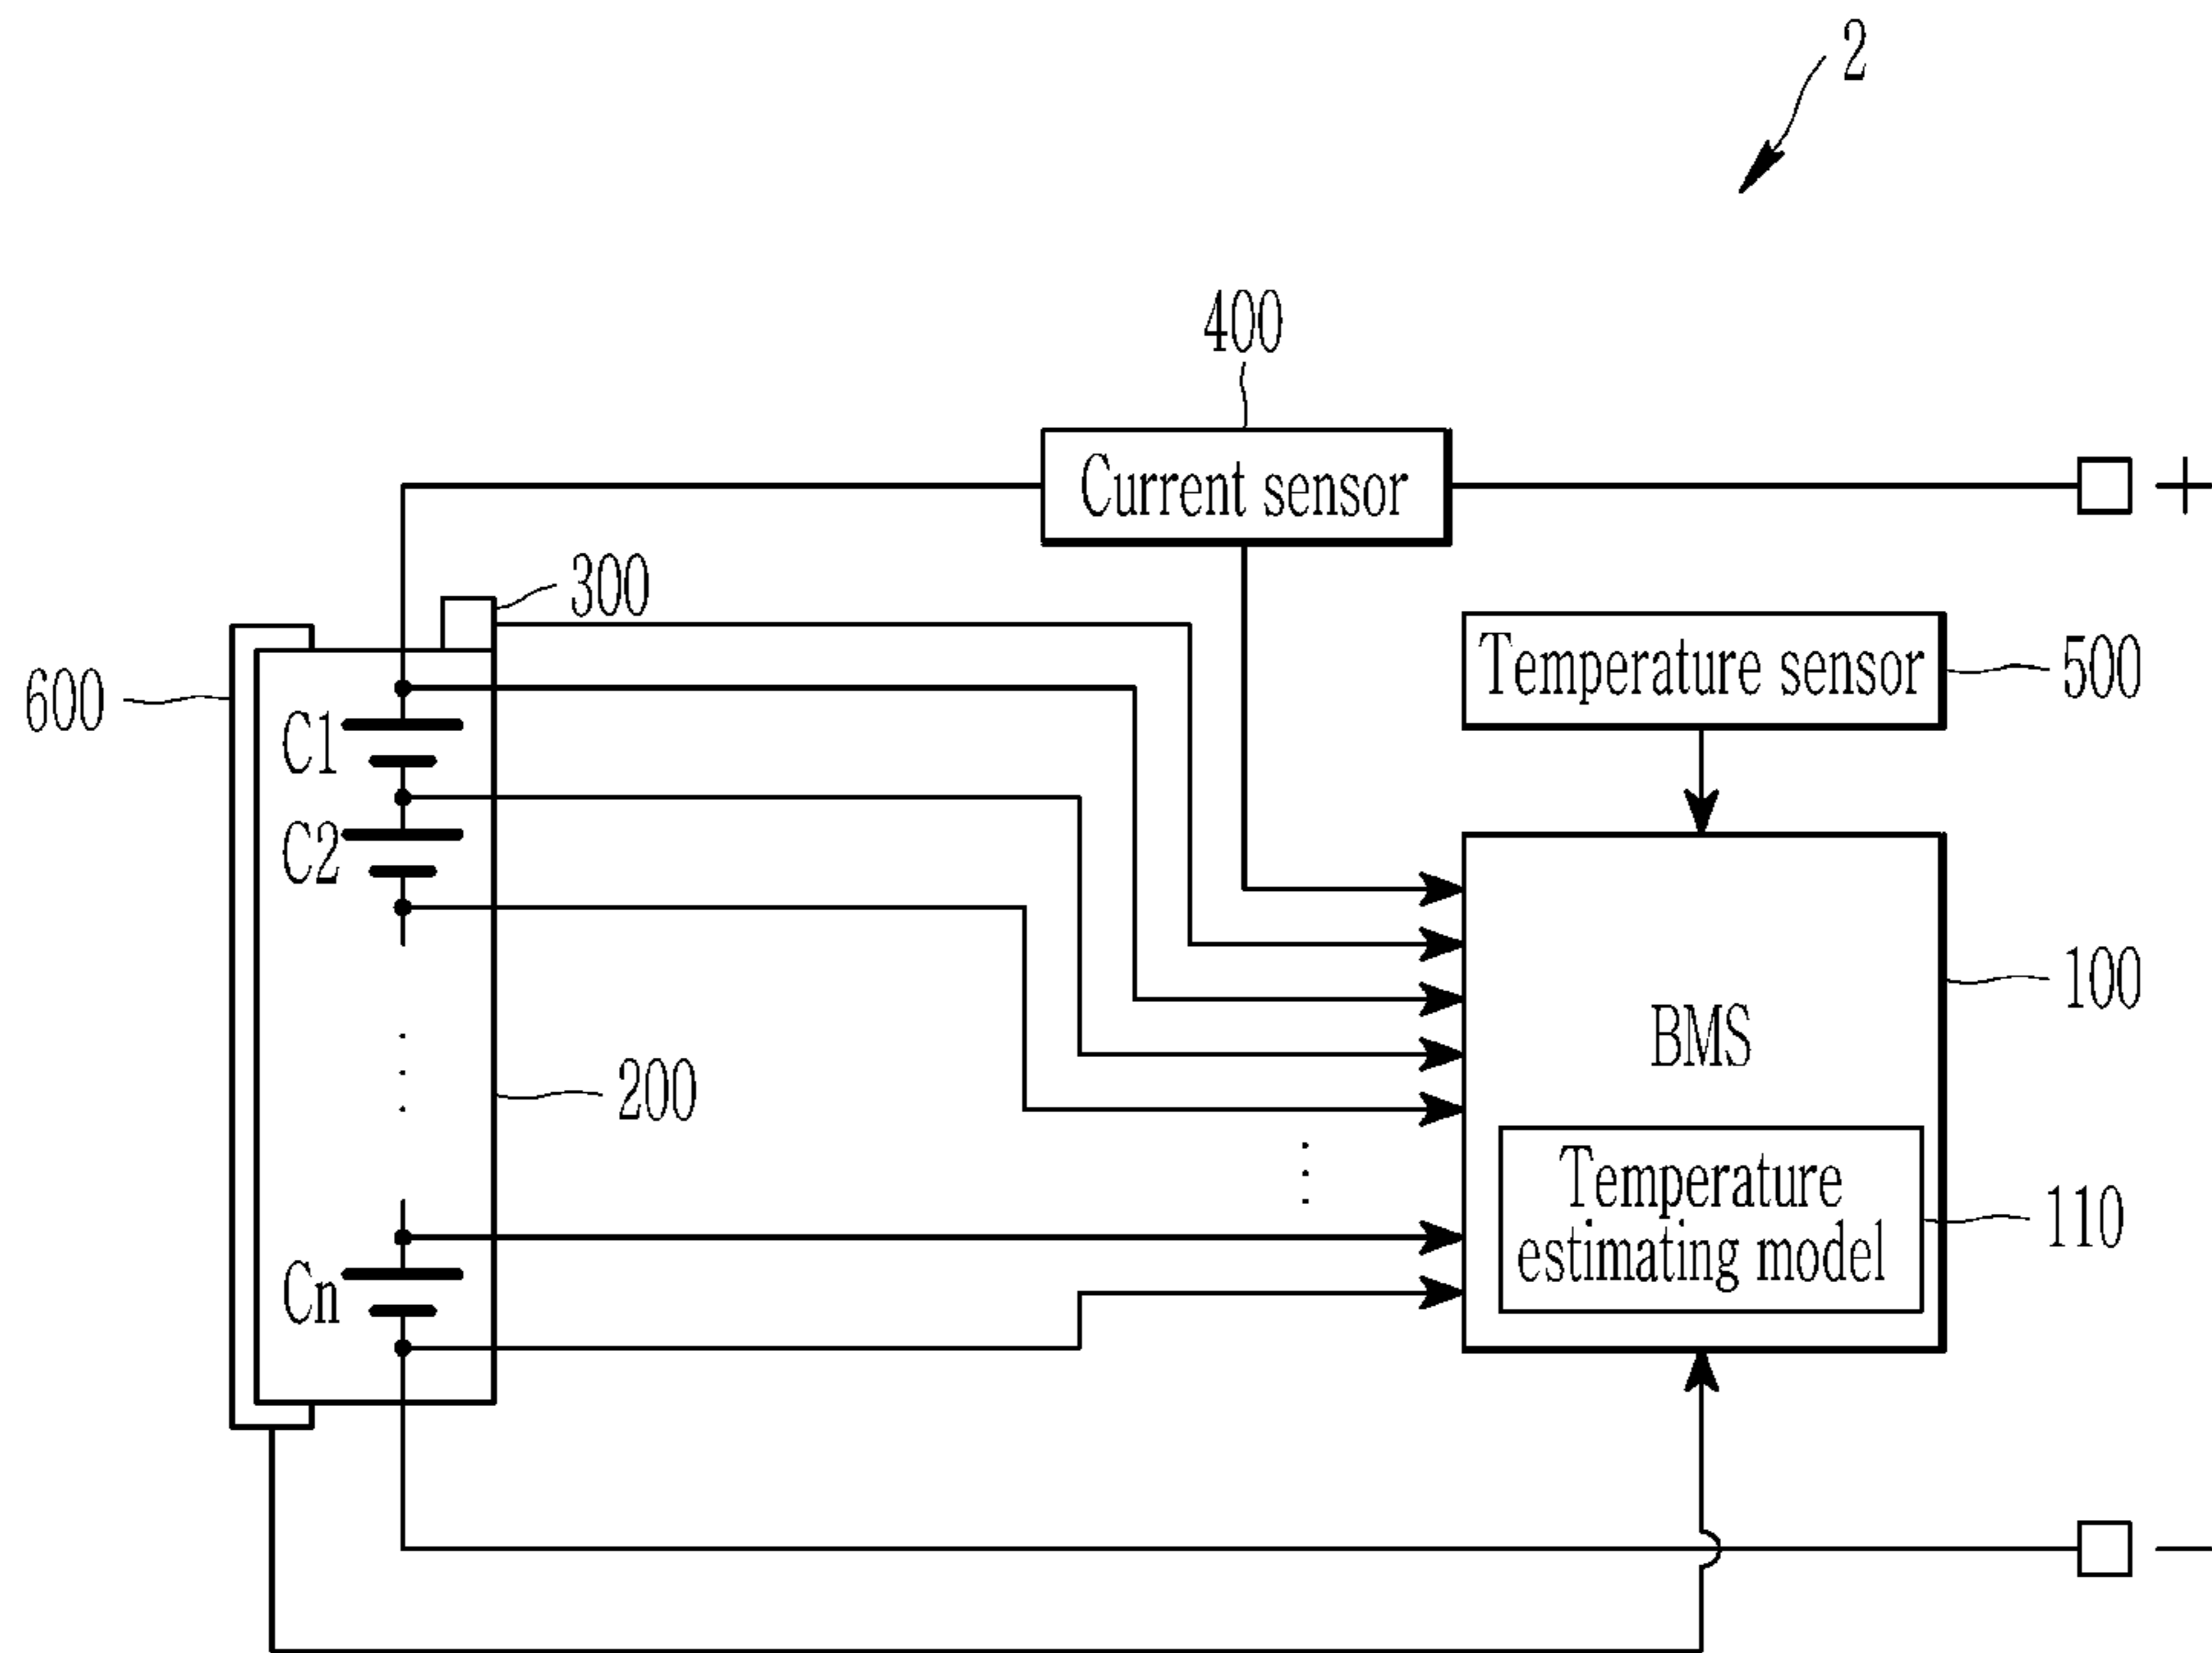 2
400
Current sensor
+
300
Temperature sensor
500
600
C1
C2
100
BMS
200
Temperature
estimating model
110
Cn
−